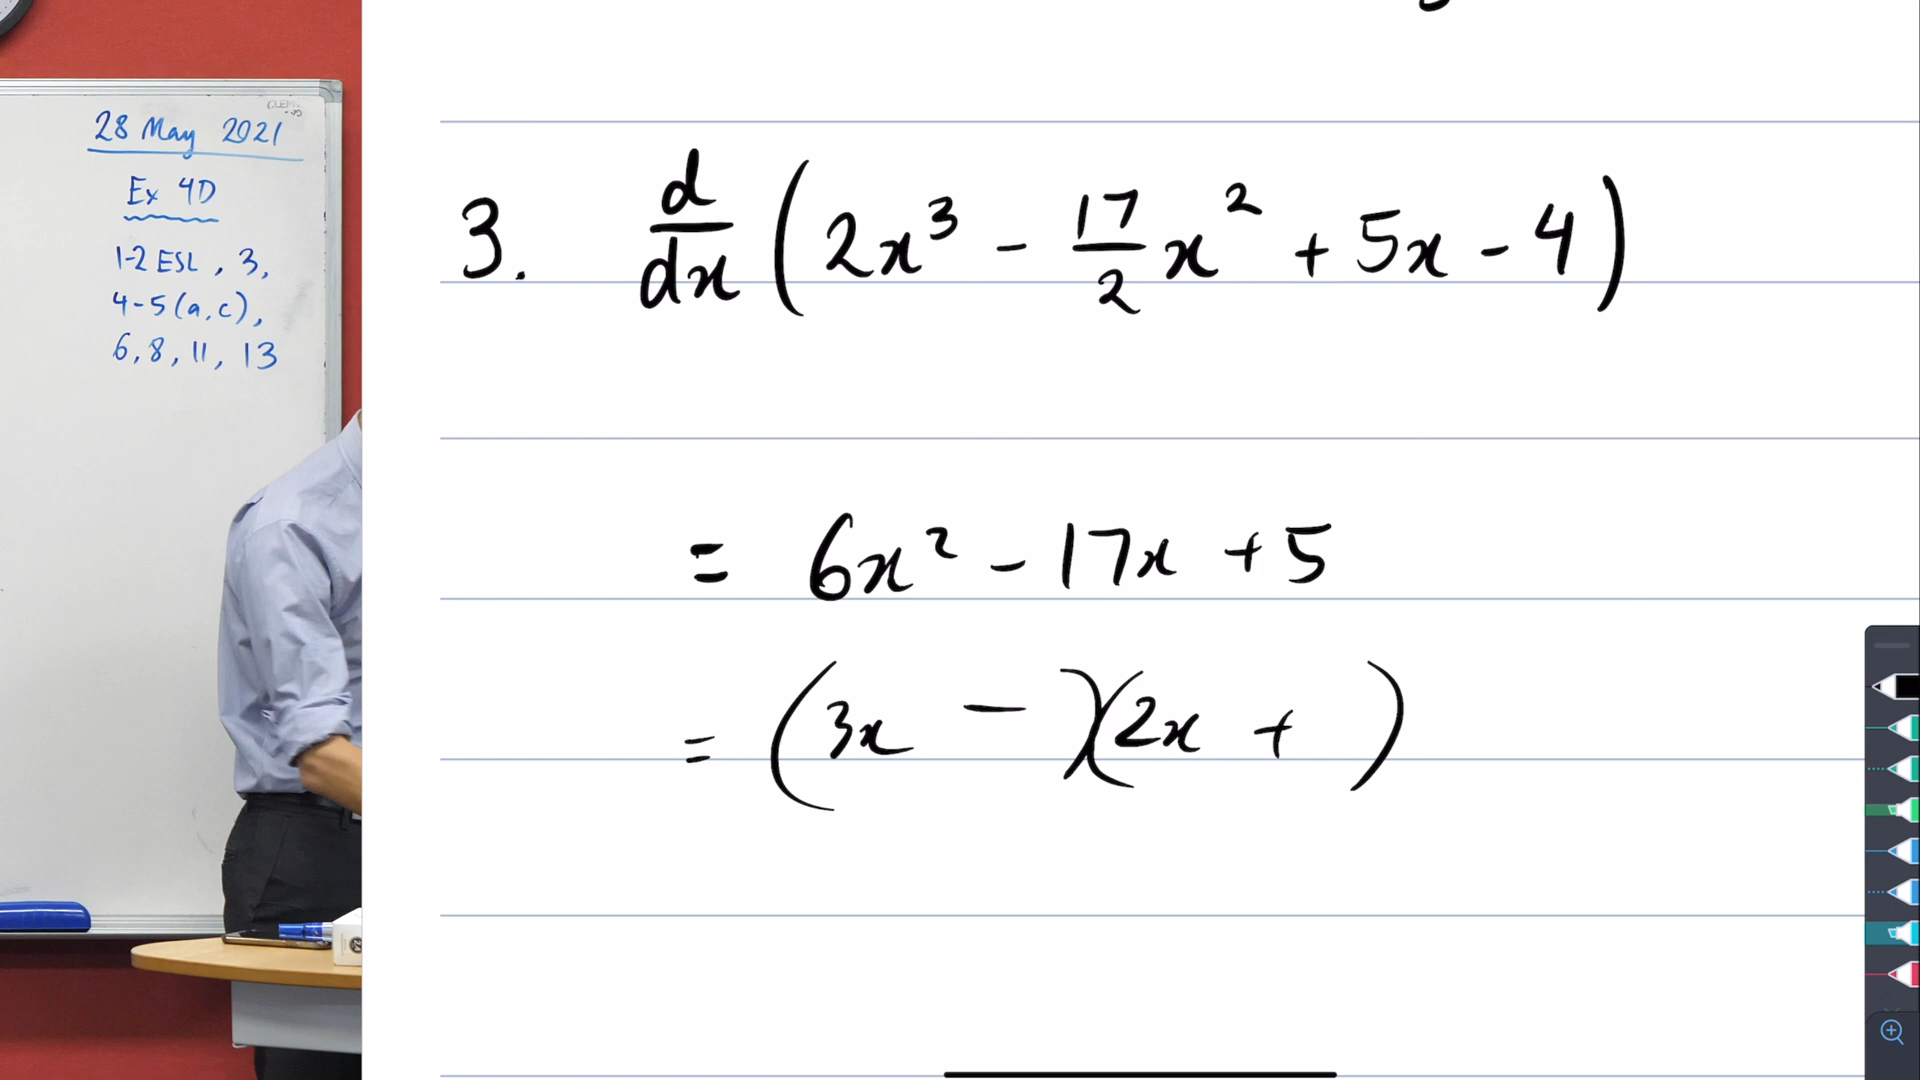 28 May 2021
Ex 4D
1-2 ESL, 3,
4-5 (a, c),
6, 8, 11, 13
3. d/dx (2x³ - 17/2 x² + 5x - 4)
= 6x² - 17x + 5
= (3x - )(2x + )